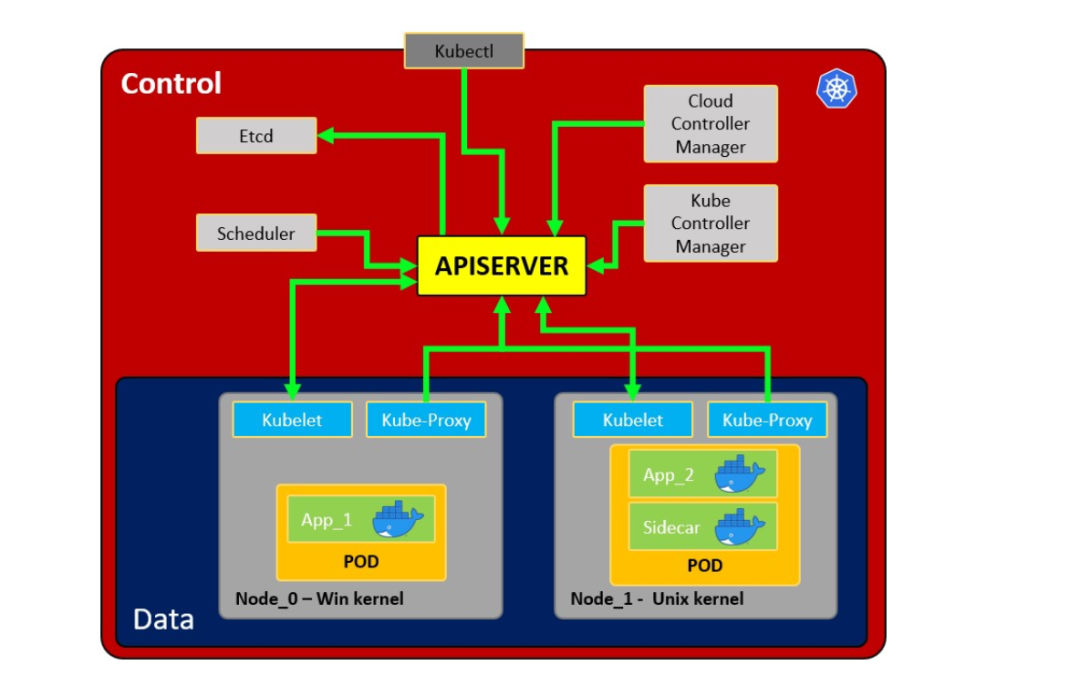 Kubectl
Control
Cloud
Controller
Manager
Etcd
Kube
Controller
Manager
Scheduler
APISERVER
Kubelet
Kube-Proxy
Kubelet
Kube-Proxy
App_1
POD
App_2
Sidecar
POD
Node_0 – Win kernel
Node_1 - Unix kernel
Data